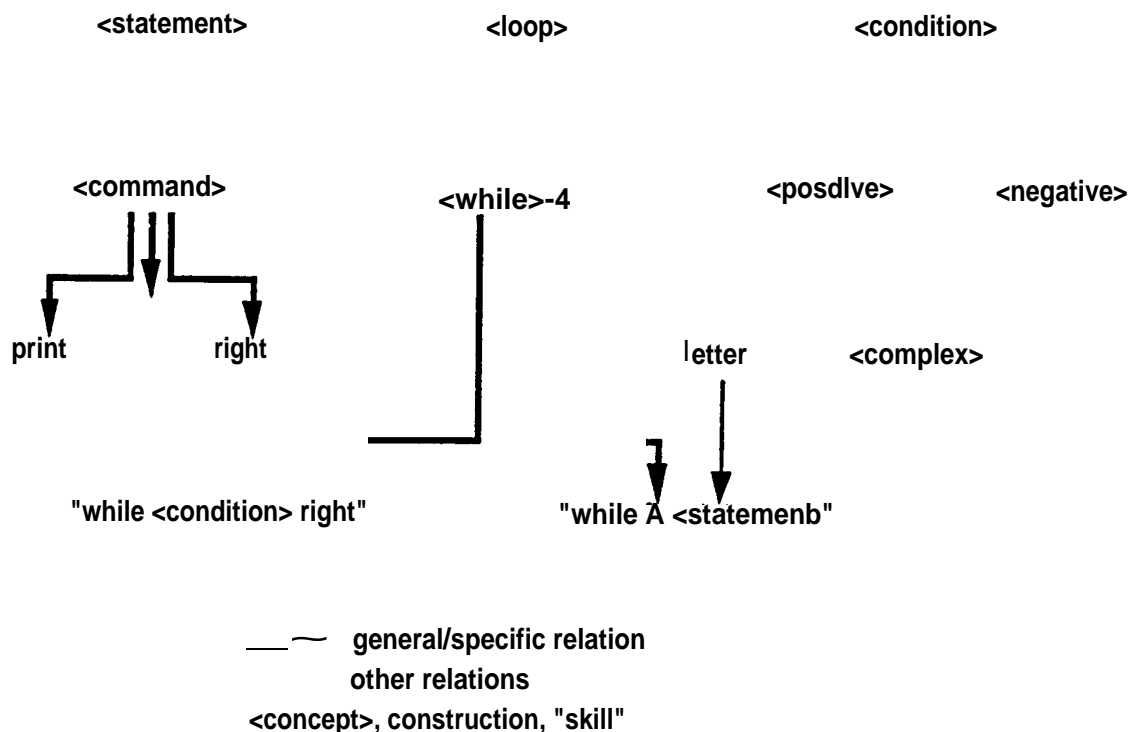 <statement> <loop> <condition>
<command> <while>-4 <posdlve> <negative>
print right letter <complex>
"while <condition> right" "while A <statemenb"
general/specific relation
other relations
<concept>, construction, "skill"